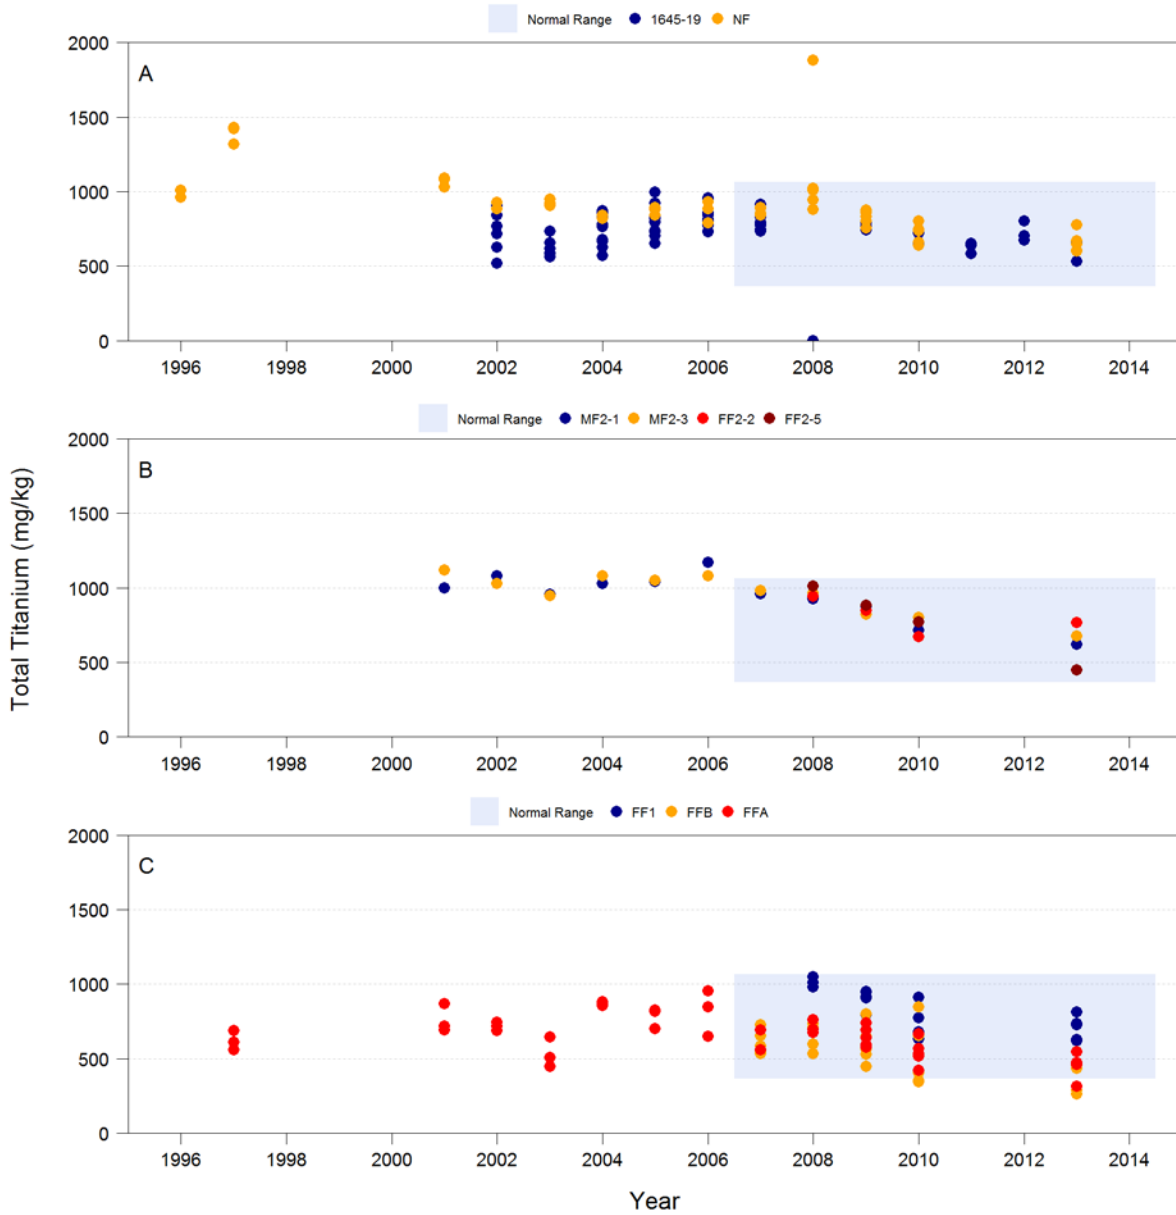 Normal Range 1645-19 NF
A
2000
1500
1000
500
0
1996 1998 2000 2002 2004 2006 2008 2010 2012 2014
Normal Range MF2-1 MF2-3 FF2-2 FF2-5
B
2000
1500
1000
500
0
1996 1998 2000 2002 2004 2006 2008 2010 2012 2014
Total Titanium (mg/kg)
Normal Range FF1 FFB FFA
C
2000
1500
1000
500
0
1996 1998 2000 2002 2004 2006 2008 2010 2012 2014
Year